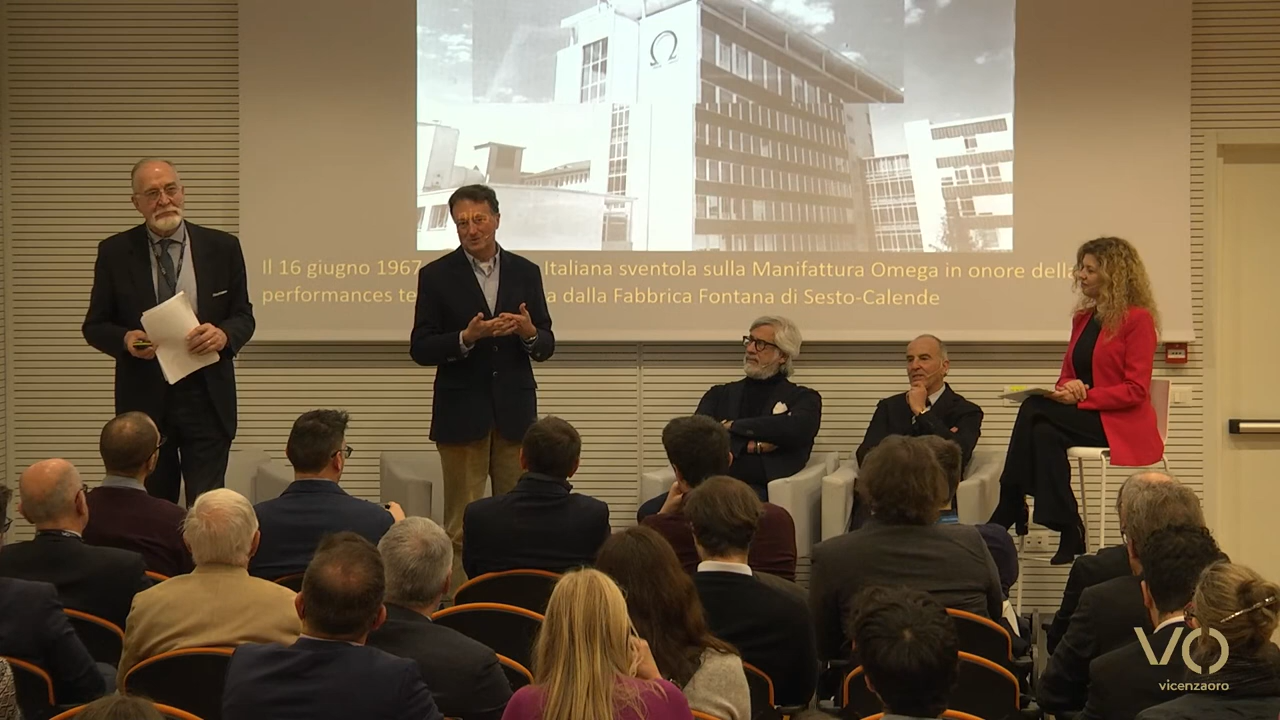 Ω
Il 16 giugno 1967 Italiana sventola sulla Manifattura Omega in onore della
performances te a dalla Fabbrica Fontana di Sesto-Calende
VO
vicenzaoro